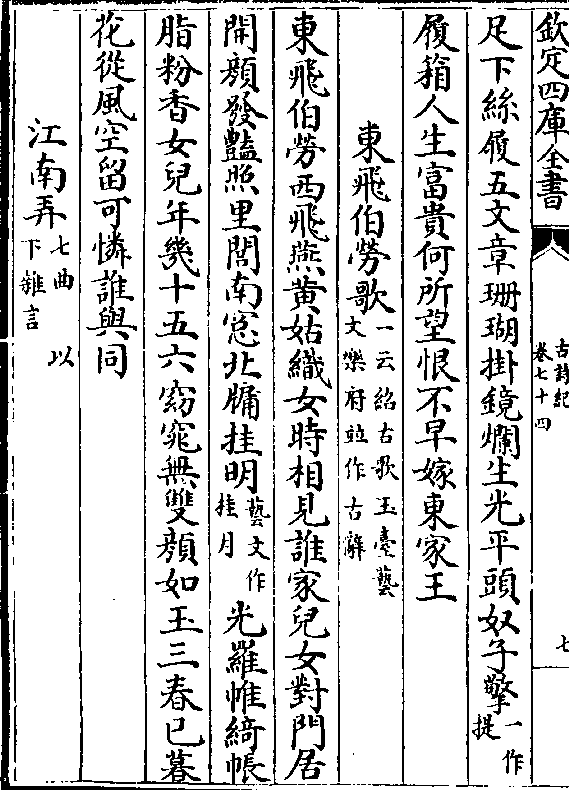 欽定四庫全書
古詩紀
卷七十四
七
足下絲履五文章珊瑚掛鏡爛生光平頭奴子擎一作提
履箱人生富貴何所望恨不早嫁東家王
東飛伯勞歌一云紹古歌玉臺藝文樂府並作古辭
東飛伯勞西飛燕黄姑織女時相見誰家兒女對門居
開顔發豔照里閭南窓北牖挂明藝文作挂月光羅帷綺帳
脂粉香女兒年幾十五六窈窕無雙顔如玉三春已暮
花從風空留可憐誰與同
江南弄七曲以下雜言